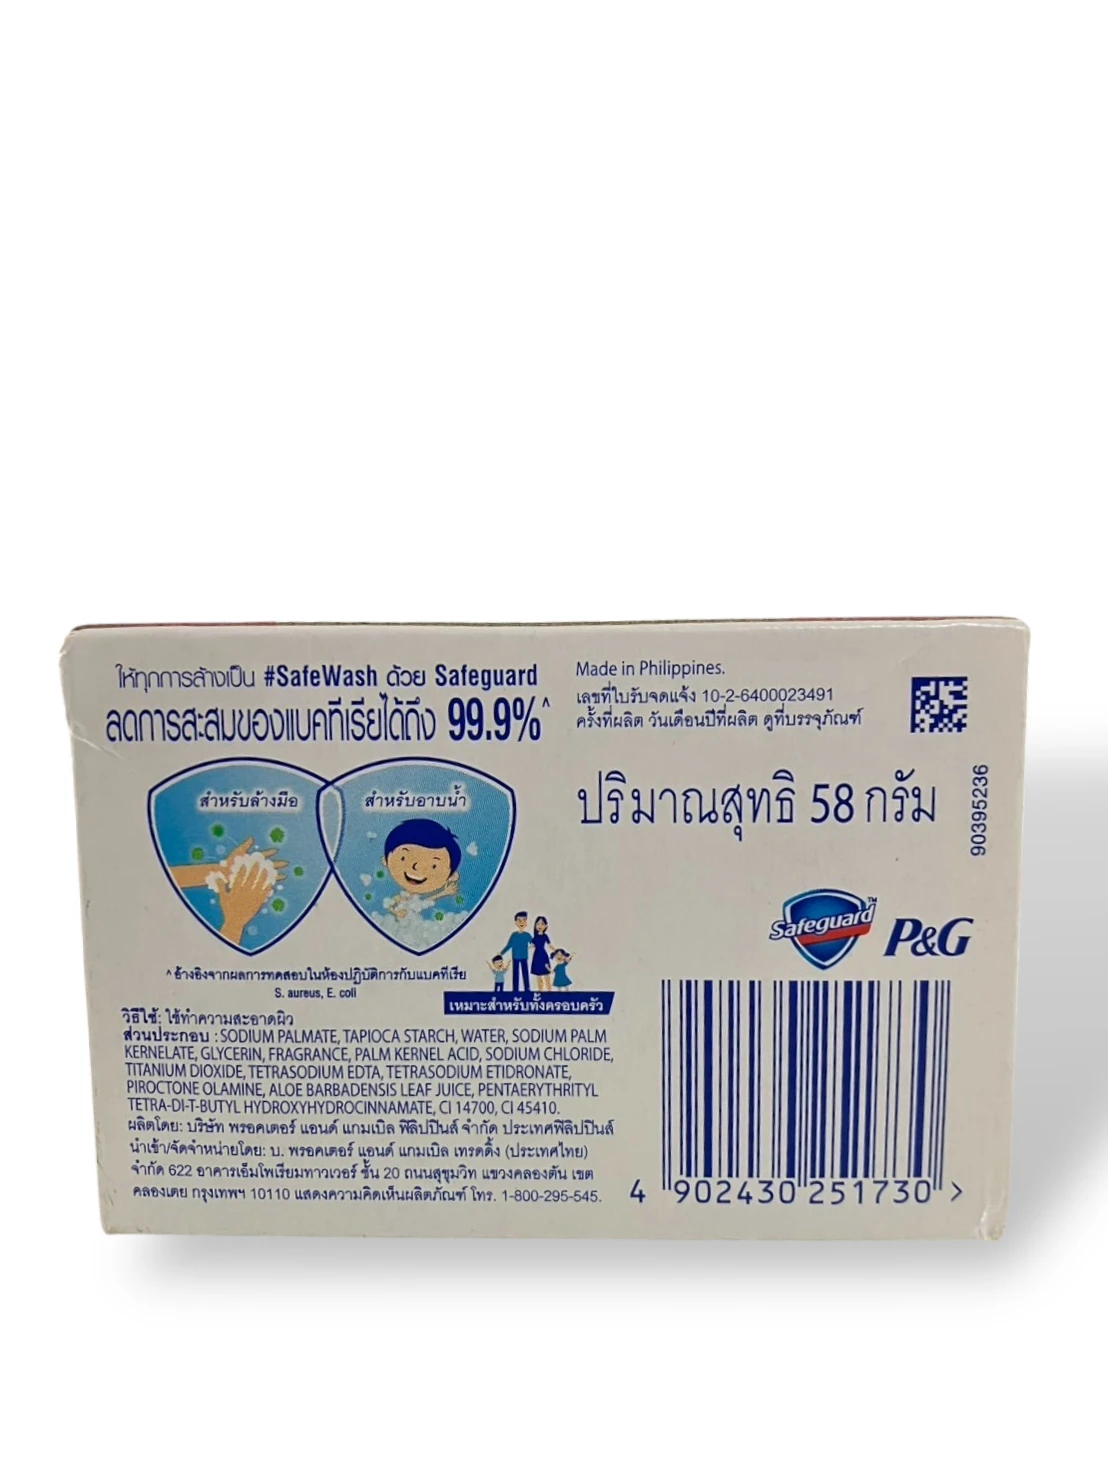 ให้ทุกการล้างเป็น #SafeWash ด้วย Safeguard
ลดการสะสมของแบคทีเรียได้ถึง 99.9%^
สำหรับล้างมือ
สำหรับอาบน้ำ
^อ้างอิงจากผลการทดสอบในห้องปฏิบัติการกับแบคทีเรีย
S. aureus, E. coli
เหมาะสำหรับทั้งครอบครัว
วิธีใช้: ใช้ทำความสะอาดผิว
ส่วนประกอบ : SODIUM PALMATE, TAPIOCA STARCH, WATER, SODIUM PALM
KERNELATE, GLYCERIN, FRAGRANCE, PALM KERNEL ACID, SODIUM CHLORIDE,
TITANIUM DIOXIDE, TETRASODIUM EDTA, TETRASODIUM ETIDRONATE,
PIROCTONE OLAMINE, ALOE BARBADENSIS LEAF JUICE, PENTAERYTHRITYL
TETRA-DI-T-BUTYL HYDROXYHYDROCINNAMATE, CI 14700, CI 45410.
ผลิตโดย: บริษัท พรอคเตอร์ แอนด์ แกมเบิล ฟิลิปปินส์ จำกัด ประเทศฟิลิปปินส์
นำเข้า/จัดจำหน่ายโดย: บ. พรอคเตอร์ แอนด์ แกมเบิล เทรดดิ้ง (ประเทศไทย)
จำกัด 622 อาคารเอ็มโพเรียมทาวเวอร์ ชั้น 20 ถนนสุขุมวิท แขวงคลองตัน เขต
คลองเตย กรุงเทพฯ 10110 แสดงความคิดเห็นผลิตภัณฑ์ โทร. 1-800-295-545.
Made in Philippines.
เลขที่ใบรับจดแจ้ง 10-2-6400023491
ครั้งที่ผลิต วันเดือนปีที่ผลิต ดูที่บรรจุภัณฑ์
ปริมาณสุทธิ 58 กรัม
90395236
Safeguard™ P&G
4 902430 251730 >